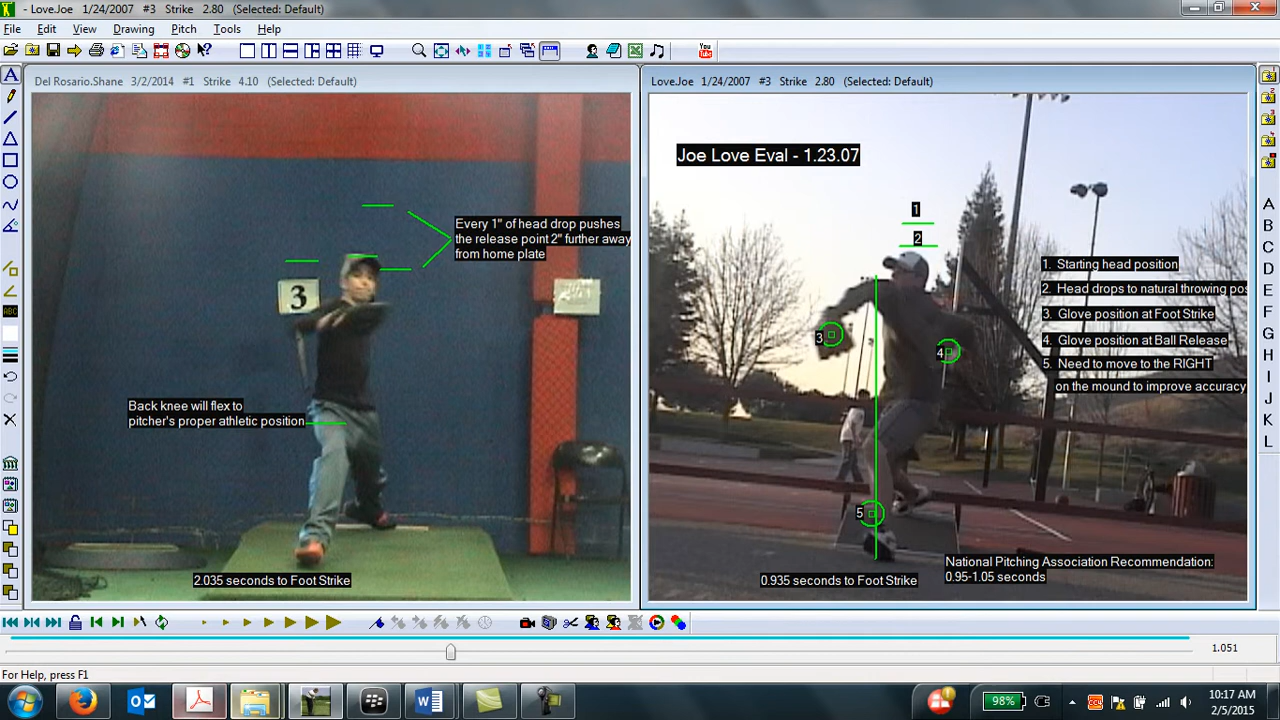 - Love.Joe 1/24/2007 #3 Strike 2.80 (Selected: Default)
File Edit View Drawing Pitch Tools Help
You
Del Rosario.Shane 3/2/2014 #1 Strike 4.10 (Selected: Default)
Every 1" of head drop pushes
the release point 2" further away
from home plate
3
Back knee will flex to
pitcher's proper athletic position
2.035 seconds to Foot Strike
Love.Joe 1/24/2007 #3 Strike 2.80 (Selected: Default)
Joe Love Eval - 1.23.07
1
2
3
4
5
1. Starting head position
2. Head drops to natural throwing pos
3. Glove position at Foot Strike
4. Glove position at Ball Release
5. Need to move to the RIGHT
on the mound to improve accuracy
0.935 seconds to Foot Strike
National Pitching Association Recommendation:
0.95-1.05 seconds
A
ABC
A
B
C
D
E
F
G
H
I
J
K
L
1.051
For Help, press F1
98%
10:17 AM
2/5/2015